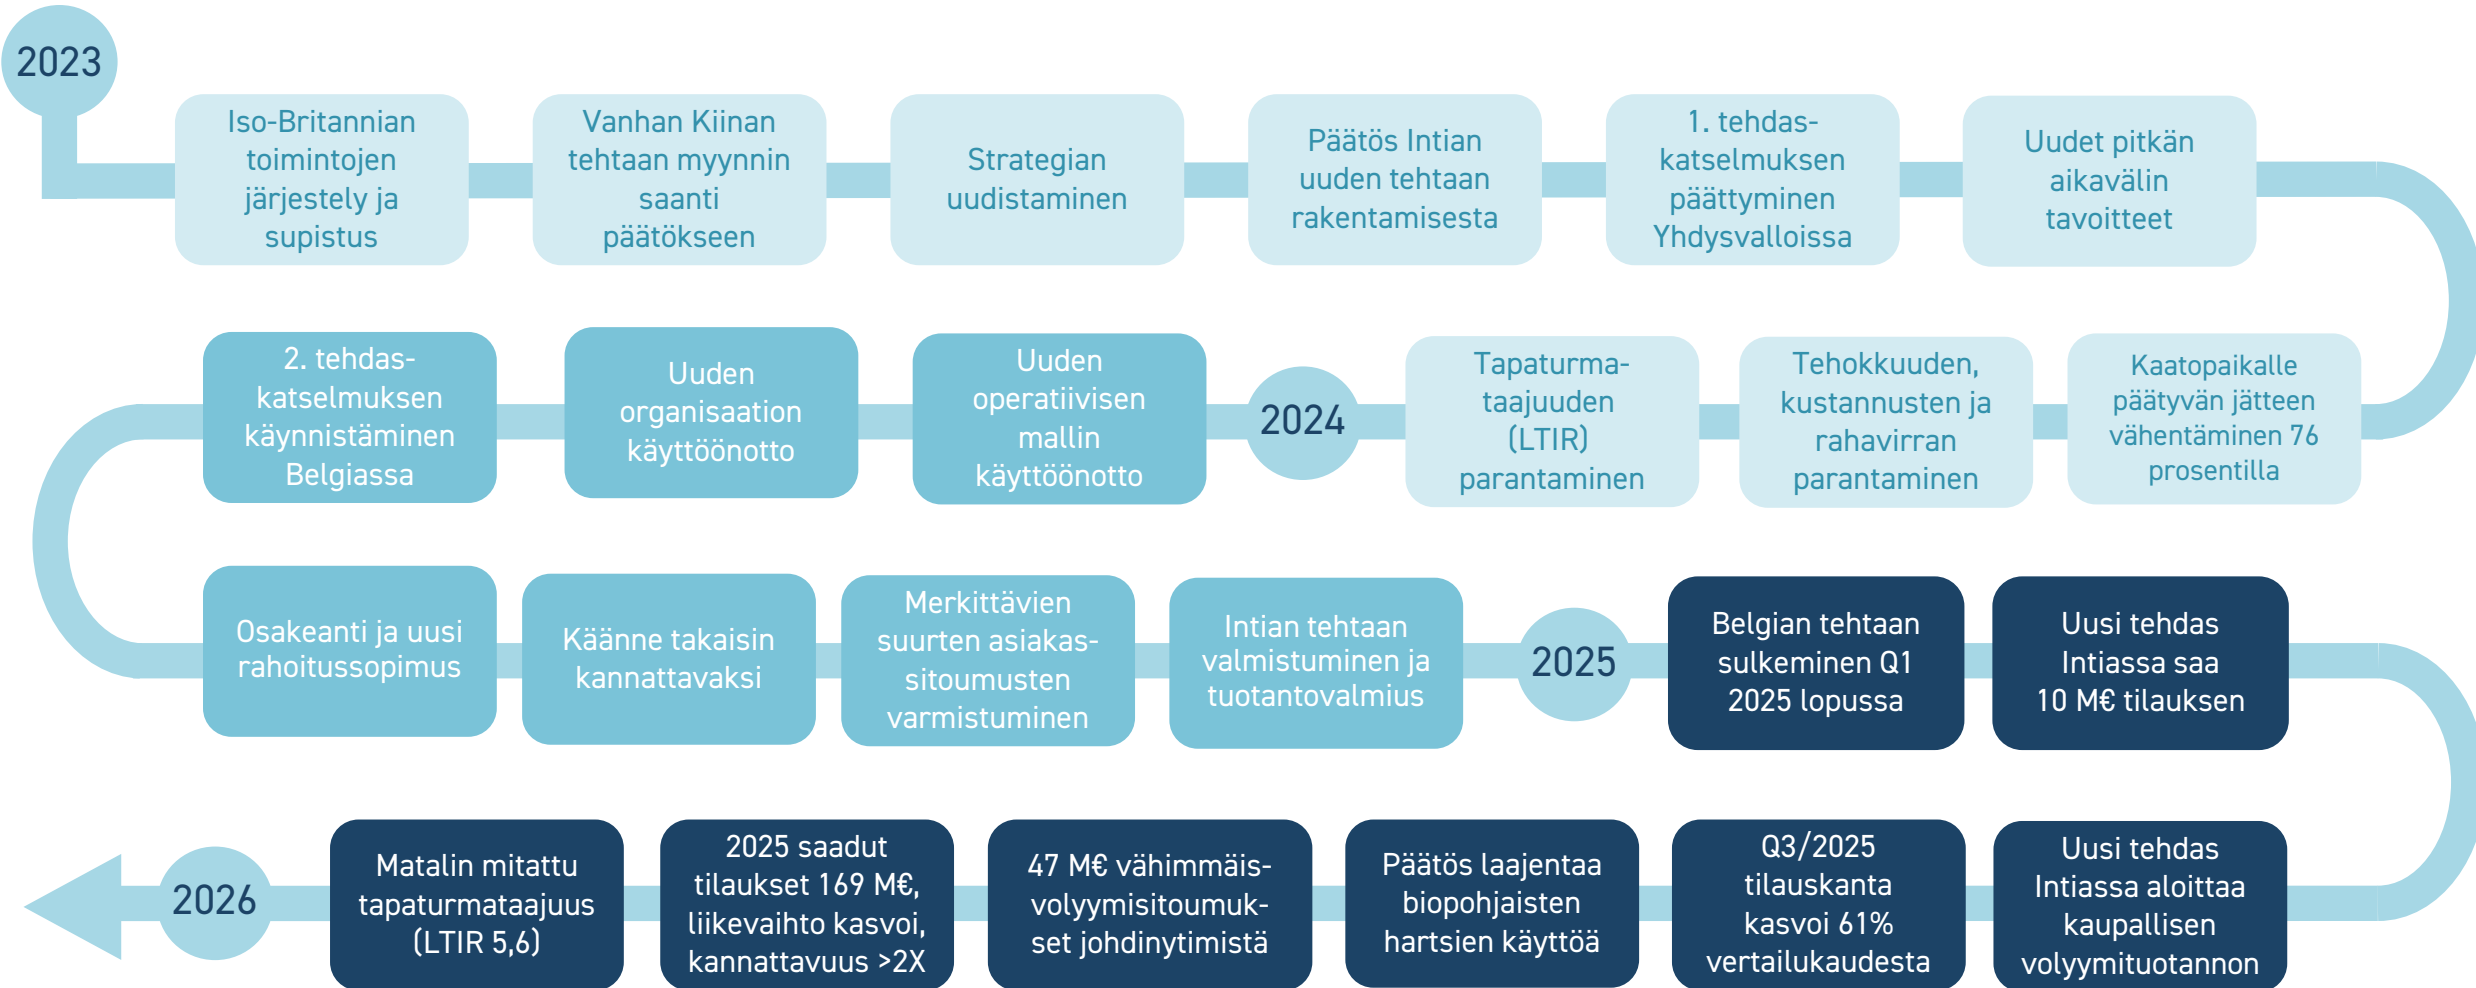 2023
Iso-Britannian
toimintojen
järjestely ja
supistus
Vanhan Kiinan
tehtaan myynnin
saanti
päätökseen
Strategian
uudistaminen
Päätös Intian
uuden tehtaan
rakentamisesta
1. tehdas-
katselmuksen
päättyminen
Yhdysvalloissa
Uudet pitkän
aikavälin
tavoitteet
Kaatopaikalle
päätyvän jätteen
vähentäminen 76
prosentilla
Tehokkuuden,
kustannusten ja
rahavirran
parantaminen
Tapaturma-
taajuuden
(LTIR)
parantaminen
2024
Uuden
operatiivisen
mallin
käyttöönotto
Uuden
organisaation
käyttöönotto
2. tehdas-
katselmuksen
käynnistäminen
Belgiassa
Osakeanti ja uusi
rahoitussopimus
Käänne takaisin
kannattavaksi
Merkittävien
suurten asiakas-
sitoumusten
varmistuminen
Intian tehtaan
valmistuminen ja
tuotantovalmius
2025
Belgian tehtaan
sulkeminen Q1
2025 lopussa
Uusi tehdas
Intiassa saa
10 M€ tilauksen
Uusi tehdas
Intiassa aloittaa
kaupallisen
volyymituotannon
Q3/2025
tilauskanta
kasvoi 61%
vertailukaudesta
Päätös laajentaa
biopohjaisten
hartsien käyttöä
47 M€ vähimmäis-
volyymisitoumuk-
set johdinytimistä
2025 saadut
tilaukset 169 M€,
liikevaihto kasvoi,
kannattavuus >2X
Matalin mitattu
tapaturmataajuus
(LTIR 5,6)
2026